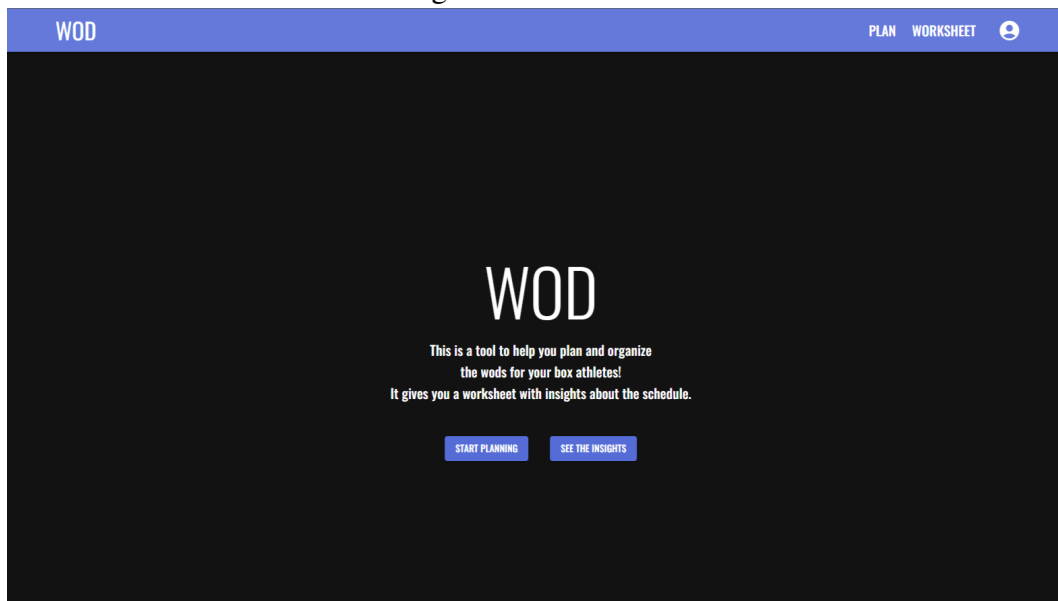 WOD
PLAN WORKSHEET
WOD
This is a tool to help you plan and organize
the wods for your box athletes!
It gives you a worksheet with insights about the schedule.
START PLANNING SEE THE INSIGHTS